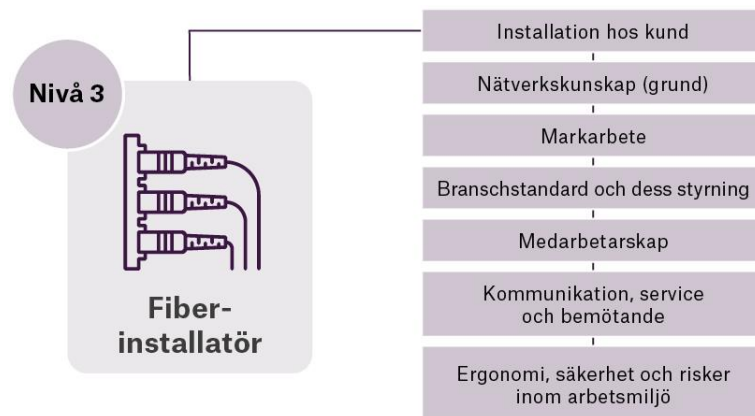 Nivå 3
Fiber-
installatör
Installation hos kund
Nätverkskunskap (grund)
Markarbete
Branschstandard och dess styrning
Medarbetarskap
Kommunikation, service
och bemötande
Ergonomi, säkerhet och risker
inom arbetsmiljö